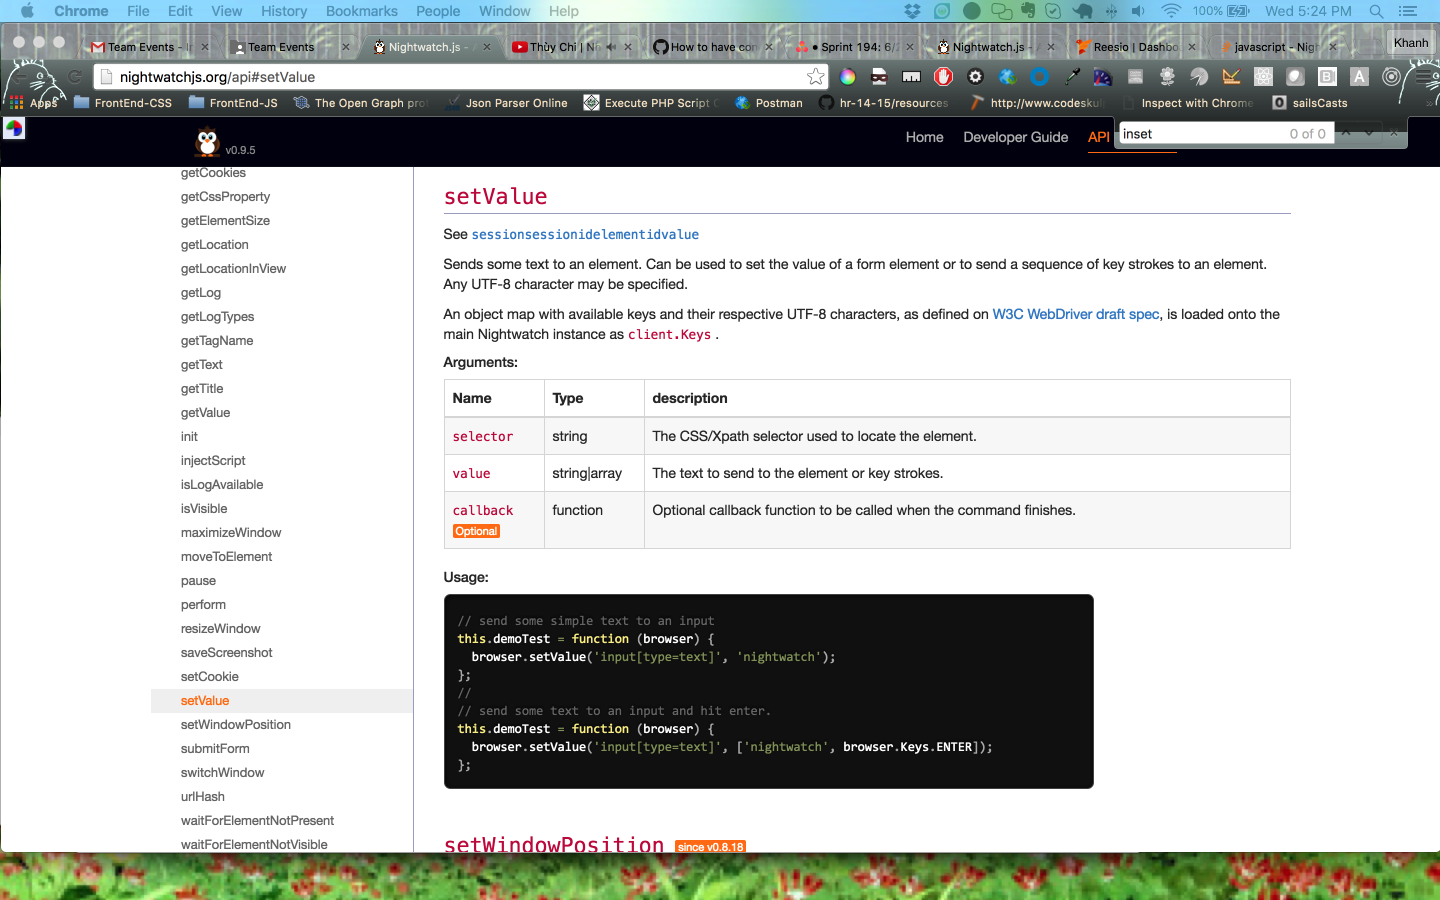 Chrome File Edit View History Bookmarks People Window Help 100% Wed 5:24 PM
Team Events - In Team Events Nightwatch.js - Thùy Chi | N How to have con • Sprint 194: 6/ Nightwatch.js - Reesio | Dashbo javascript - Nigh Khanh
nightwatchjs.org/api#setValue
Apps FrontEnd-CSS FrontEnd-JS The Open Graph prot Json Parser Online Execute PHP Script Postman hr-14-15/resources http://www.codesku Inspect with Chrome sailsCasts
inset 0 of 0
v0.9.5 Home Developer Guide API
getCookies
getCssProperty
getElementSize
getLocation
getLocationInView
getLog
getLogTypes
getTagName
getText
getTitle
getValue
init
injectScript
isLogAvailable
isVisible
maximizeWindow
moveToElement
pause
perform
resizeWindow
saveScreenshot
setCookie
setValue
setWindowPosition
submitForm
switchWindow
urlHash
waitForElementNotPresent
waitForElementNotVisible
setValue
See sessionsessionidelementidvalue
Sends some text to an element. Can be used to set the value of a form element or to send a sequence of key strokes to an element.
Any UTF-8 character may be specified.
An object map with available keys and their respective UTF-8 characters, as defined on W3C WebDriver draft spec, is loaded onto the
main Nightwatch instance as client.Keys .
Arguments:
Name Type description
selector string The CSS/Xpath selector used to locate the element.
value string|array The text to send to the element or key strokes.
callback function Optional callback function to be called when the command finishes.
Optional
Usage:
// send some simple text to an input
this.demoTest = function (browser) {
browser.setValue('input[type=text]', 'nightwatch');
};
//
// send some text to an input and hit enter.
this.demoTest = function (browser) {
browser.setValue('input[type=text]', ['nightwatch', browser.Keys.ENTER]);
};
setWindowPosition since v0.8.18